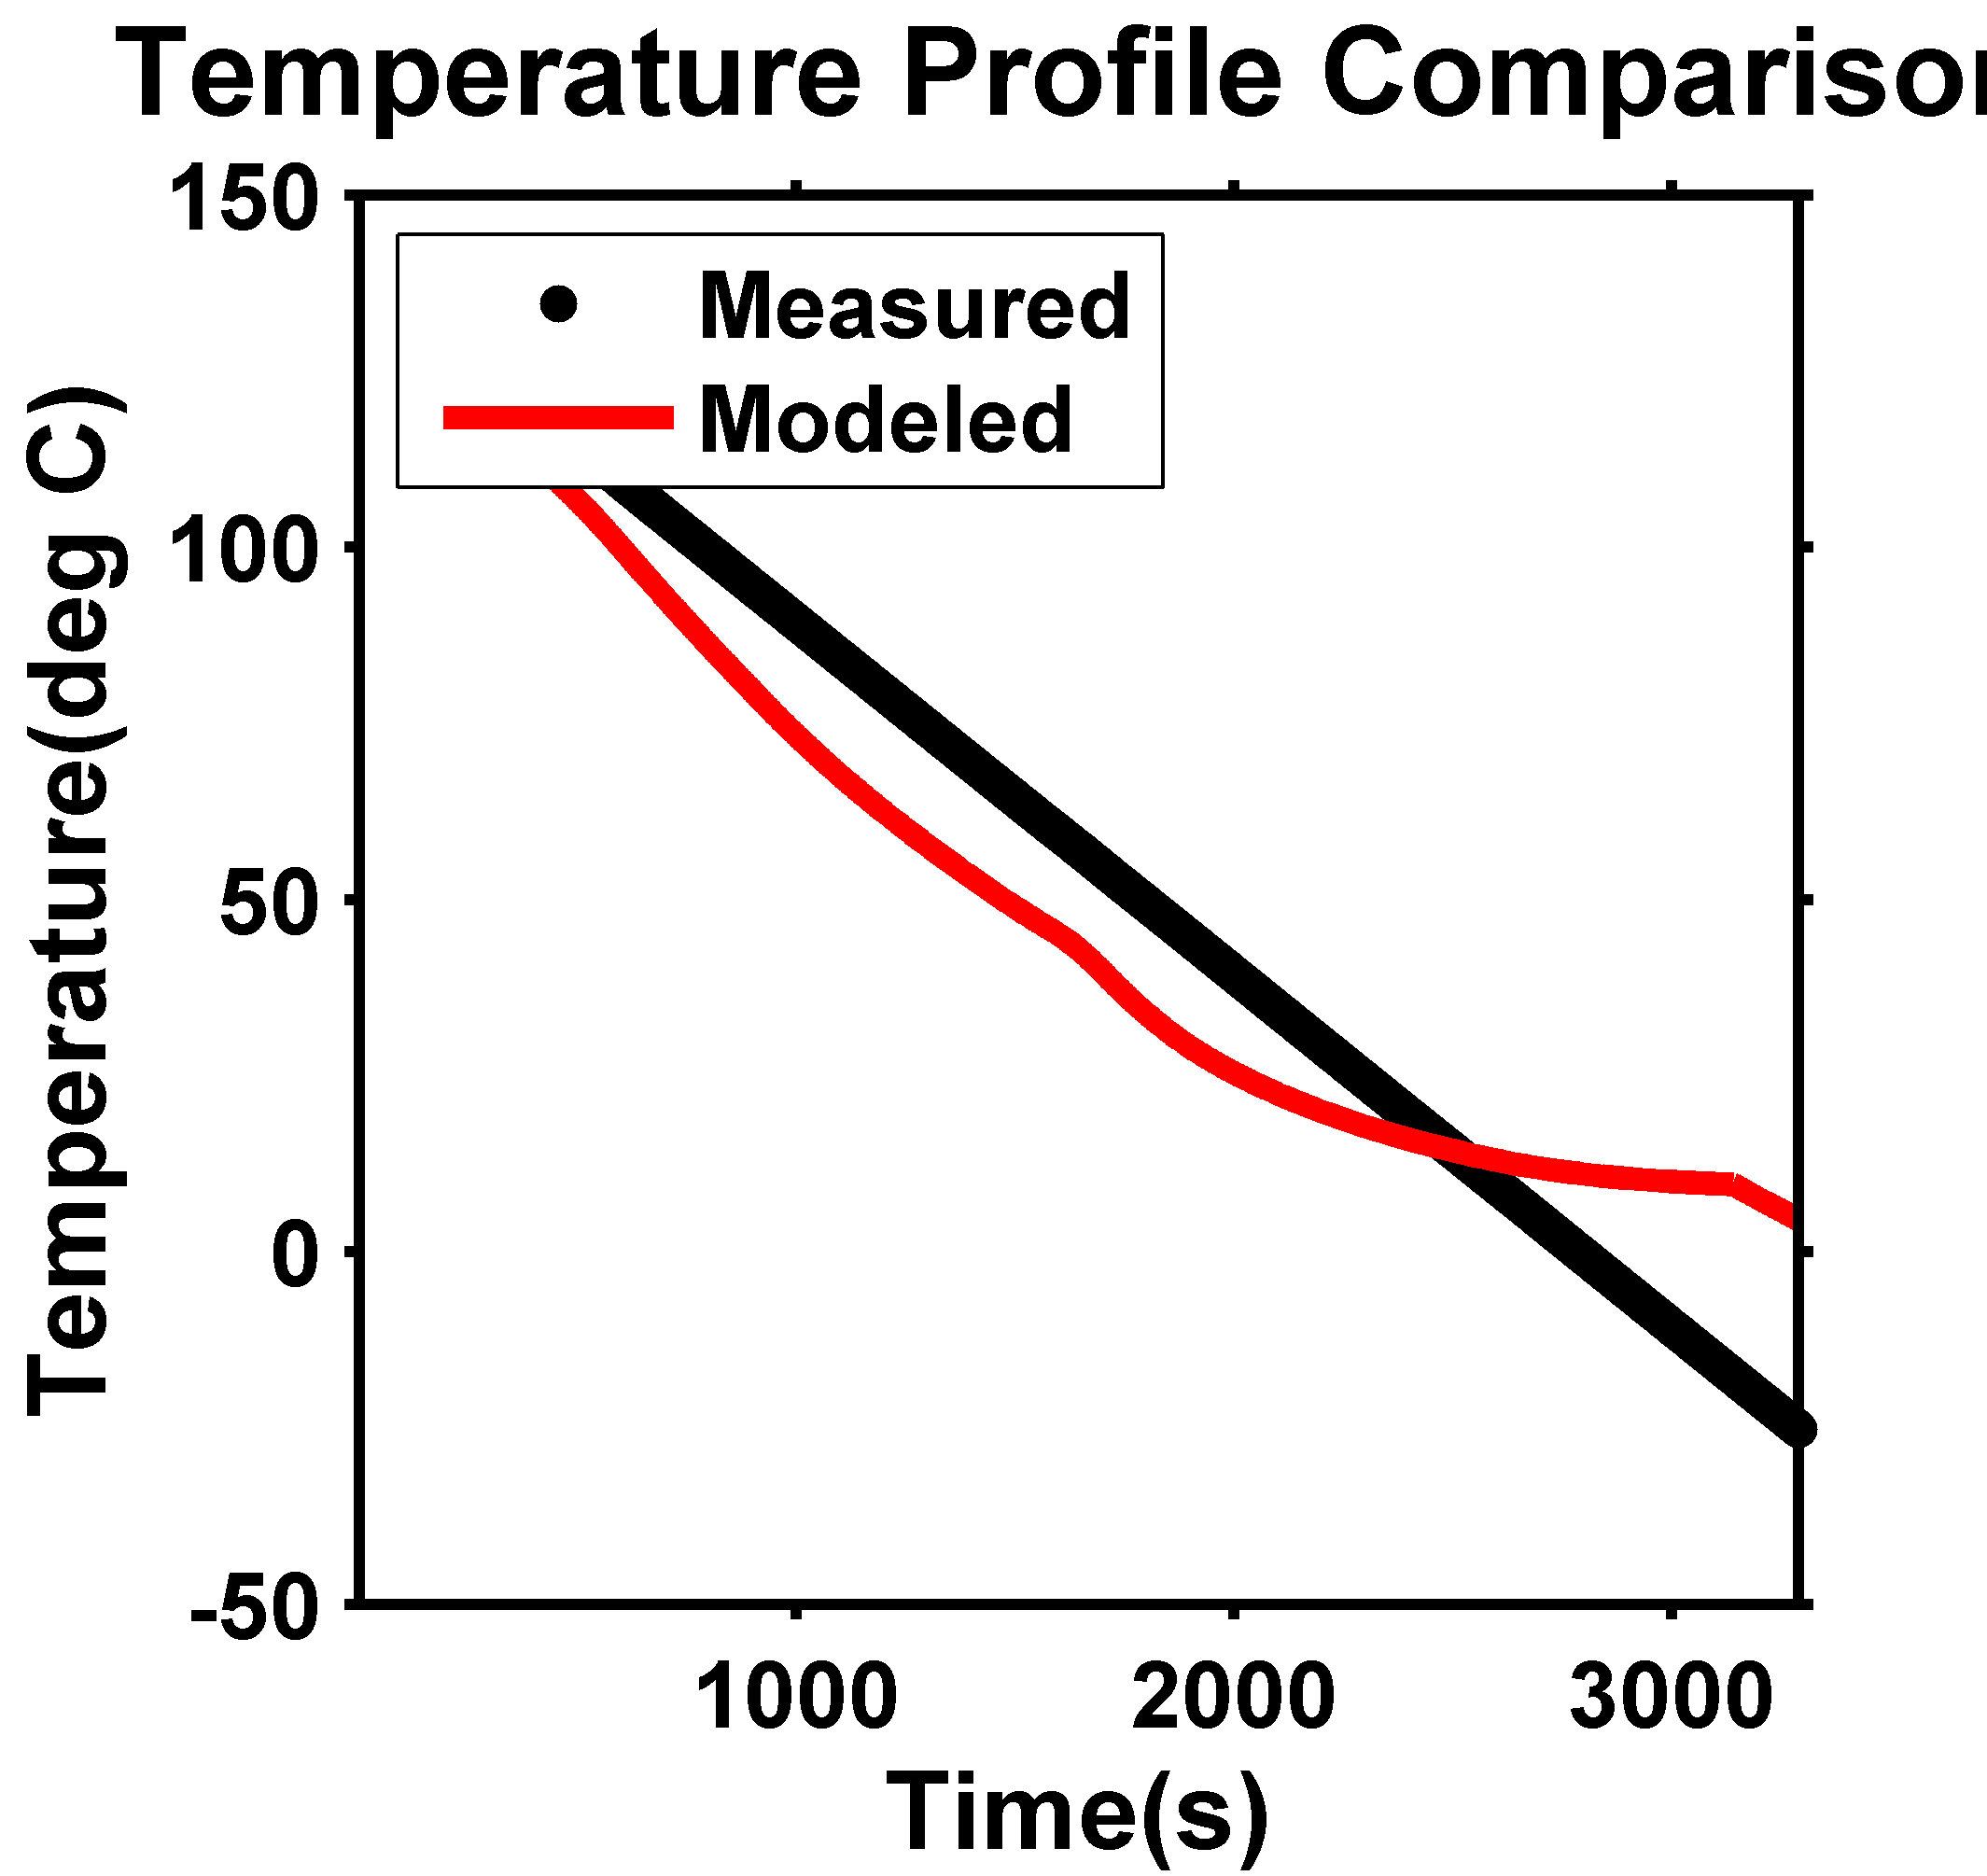 Temperature Profile Comparison
150
Measured
Modeled
100
50
0
-50
Temperature(deg C)
1000 2000 3000
Time(s)